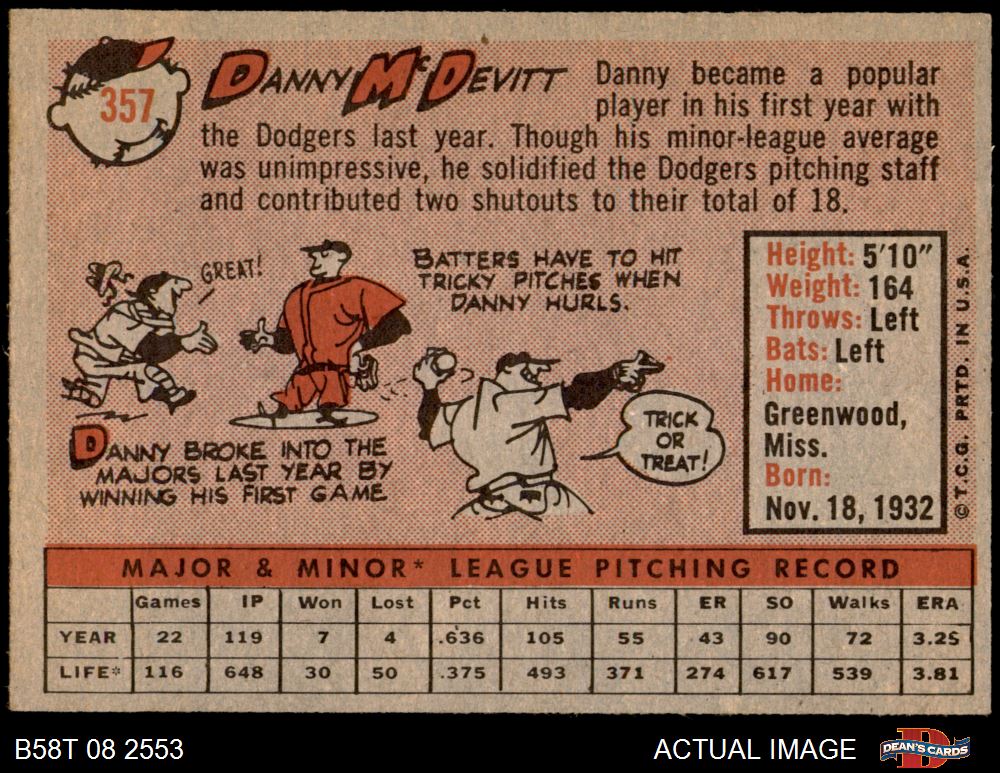 357
DANNY McDEVITT
Danny became a popular
player in his first year with
the Dodgers last year. Though his minor-league average
was unimpressive, he solidified the Dodgers pitching staff
and contributed two shutouts to their total of 18.
GREAT!
DANNY BROKE INTO THE
MAJORS LAST YEAR BY
WINNING HIS FIRST GAME
BATTERS HAVE TO HIT
TRICKY PITCHES WHEN
DANNY HURLS.
TRICK
OR
TREAT!
Height: 5'10"
Weight: 164
Throws: Left
Bats: Left
Home:
Greenwood,
Miss.
Born:
Nov. 18, 1932
© T.C.G. PRTD. IN U.S.A.
MAJOR & MINOR* LEAGUE PITCHING RECORD
Games IP Won Lost Pct Hits Runs ER SO Walks ERA
YEAR 22 119 7 4 .636 105 55 43 90 72 3.25
LIFE* 116 648 30 50 .375 493 371 274 617 539 3.81
B58T 08 2553
ACTUAL IMAGE
DEAN'S CARDS